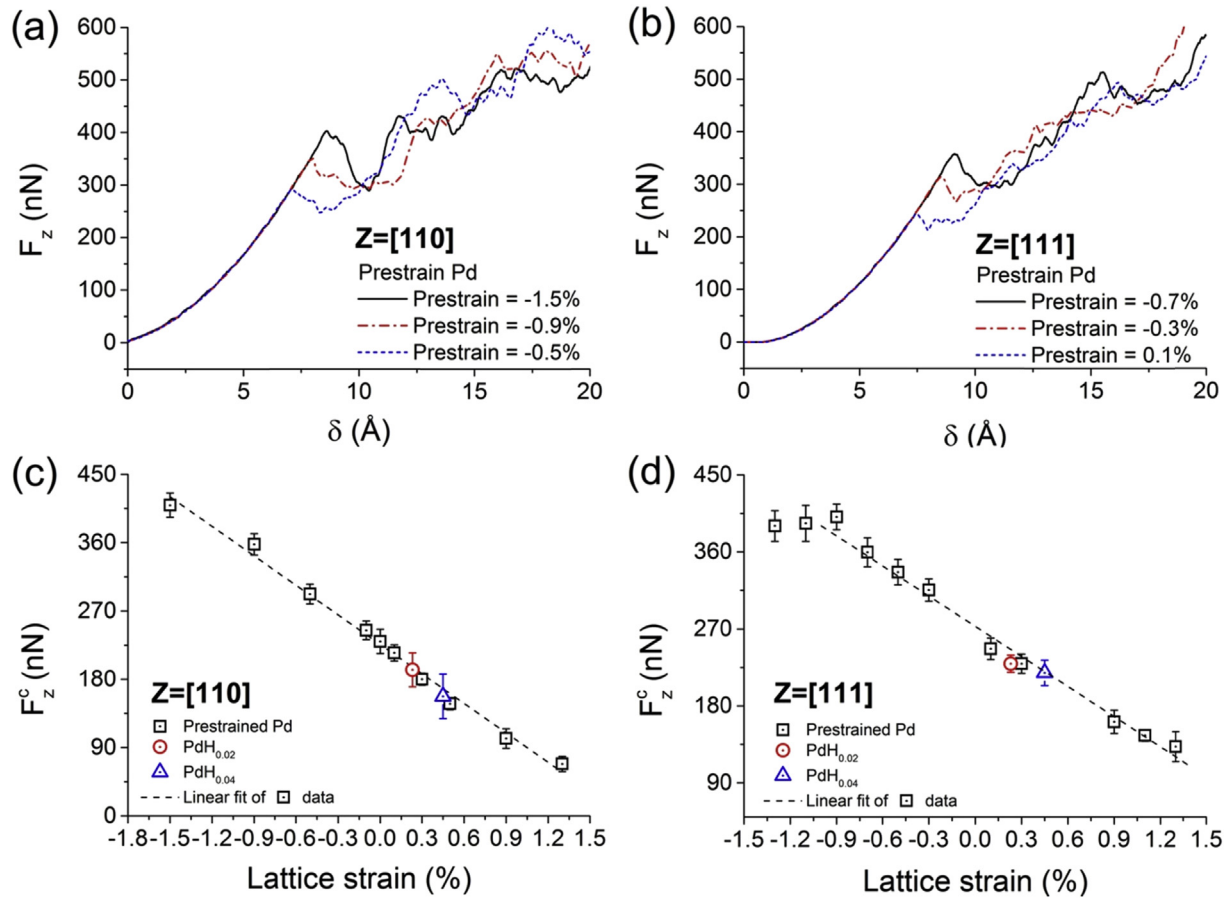 (a)
600
500
400
300
200
100
0
F_z (nN)
Z=[110]
Prestrain Pd
Prestrain = -1.5%
Prestrain = -0.9%
Prestrain = -0.5%
0 5 10 15 20
δ (Å)
(b)
600
500
400
300
200
100
0
F_z (nN)
Z=[111]
Prestrain Pd
Prestrain = -0.7%
Prestrain = -0.3%
Prestrain = 0.1%
0 5 10 15 20
δ (Å)
(c)
450
360
270
180
90
0
F_z^c (nN)
Z=[110]
Prestrained Pd
PdH_0.02
PdH_0.04
Linear fit of data
-1.8 -1.5 -1.2 -0.9 -0.6 -0.3 0.0 0.3 0.6 0.9 1.2 1.5
Lattice strain (%)
(d)
450
360
270
180
90
F_z^c (nN)
Z=[111]
Prestrained Pd
PdH_0.02
PdH_0.04
Linear fit of data
-1.5 -1.2 -0.9 -0.6 -0.3 0.0 0.3 0.6 0.9 1.2 1.5
Lattice strain (%)